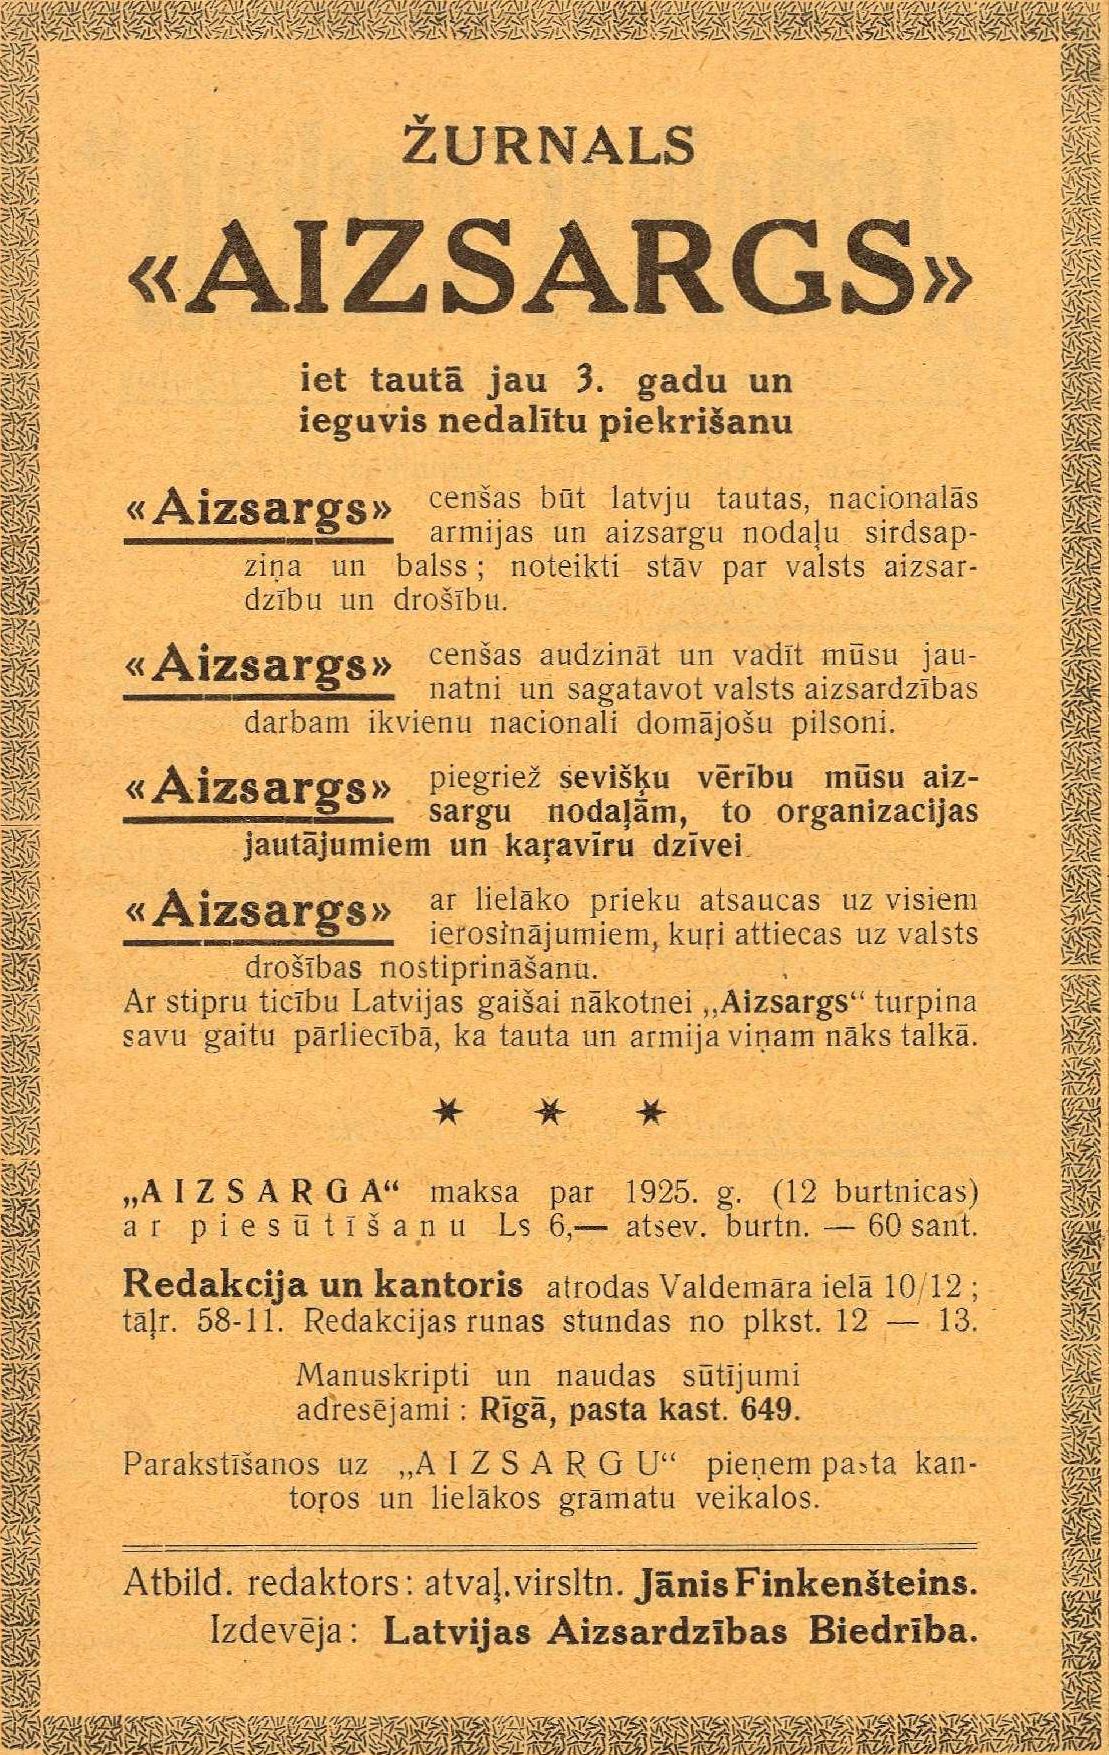 ŽURNALS
«AIZSARGS»
iet tautā jau 3. gadu un
ieguvis nedalītu piekrišanu
«Aizsargs» cenšas būt latvju tautas, nacionalās
armijas un aizsargu nodaļu sirdsap-
ziņa un balss; noteikti stāv par valsts aizsar-
dzību un drošību.
«Aizsargs» cenšas audzināt un vadīt mūsu jau-
natni un sagatavot valsts aizsardzības
darbam ikvienu nacionali domājošu pilsoni.
«Aizsargs» piegriež sevišķu vērību mūsu aiz-
sargu nodaļām, to organizacijas
jautājumiem un kaŗavīru dzīvei.
«Aizsargs» ar lielāko prieku atsaucas uz visiem
ierosinājumiem, kuŗi attiecas uz valsts
drošības nostiprināšanu.
Ar stipru ticību Latvijas gaišai nākotnei „Aizsargs“ turpina
savu gaitu pārliecībā, ka tauta un armija viņam nāks talkā.
* * *
„AIZSARGA“ maksa par 1925. g. (12 burtnicas)
ar piesūtīšanu Ls 6,— atsev. burtn. — 60 sant.
Redakcija un kantoris atrodas Valdemāra ielā 10/12;
tāļr. 58-11. Redakcijas runas stundas no plkst. 12 — 13.
Manuskripti un naudas sūtījumi
adresējami: Rīgā, pasta kast. 649.
Parakstīšanos uz „AIZSARGU“ pieņem pasta kan-
toŗos un lielākos grāmatu veikalos.
Atbild. redaktors: atvaļ.virsltn. Jānis Finkenšteins.
Izdevēja: Latvijas Aizsardzības Biedrība.